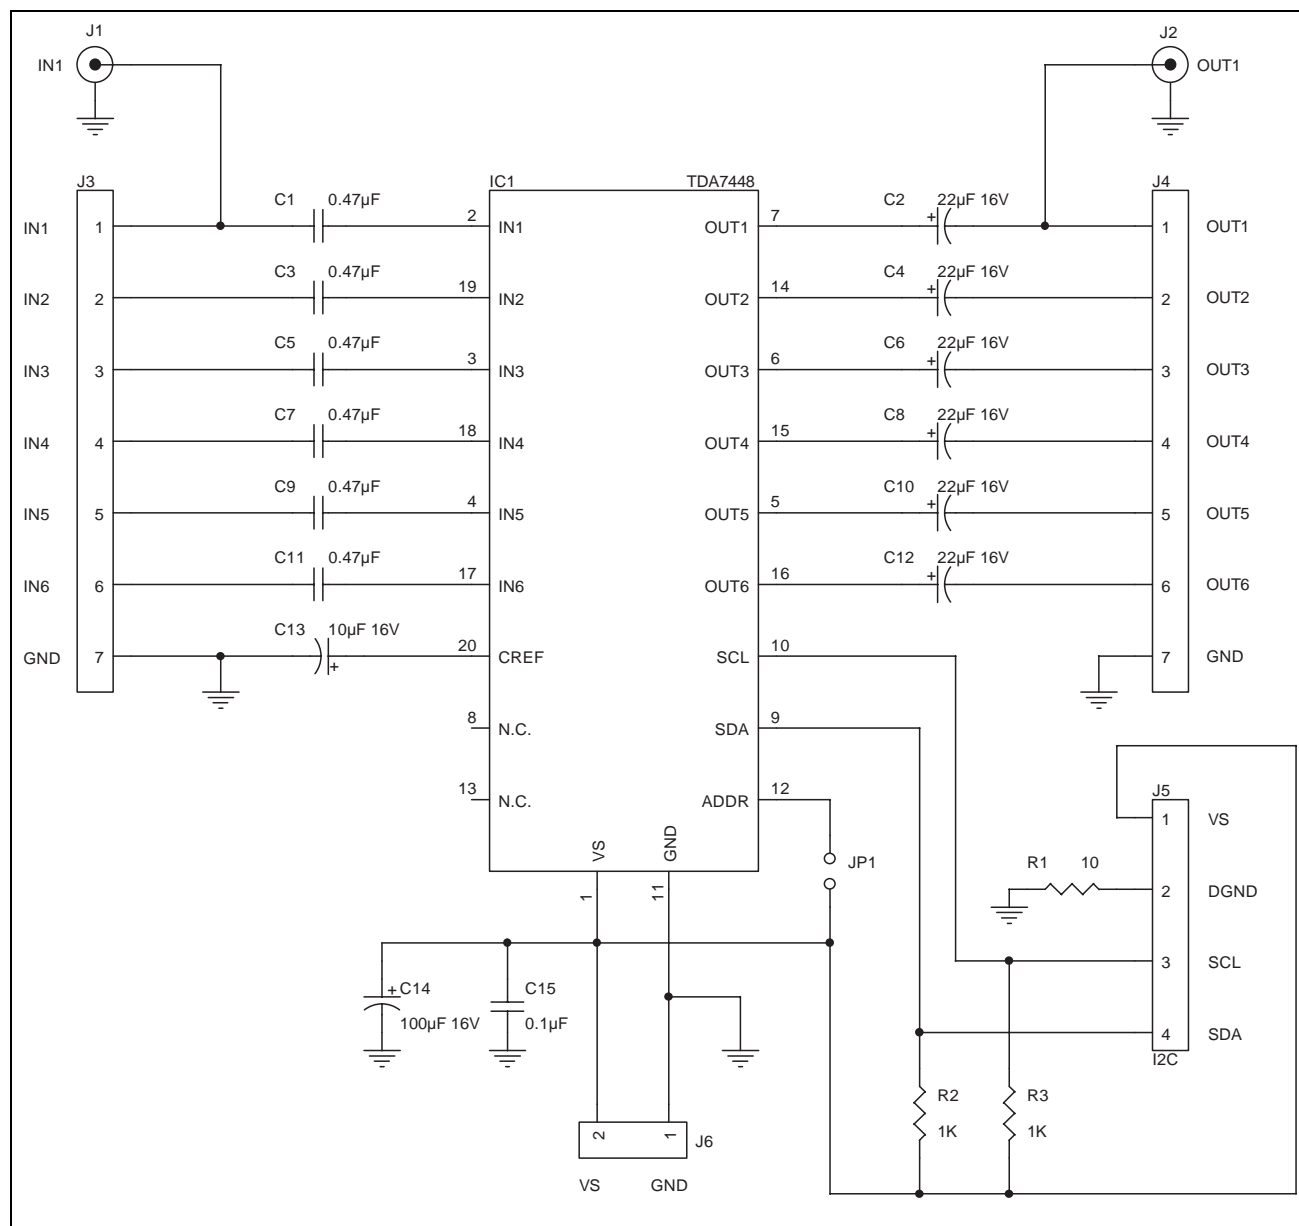 J1
J2
IN1
OUT1
J3
IC1
TDA7448
J4
C1 0.47µF
C2 22µF 16V
IN1 1 2 IN1 OUT1 7 + 1 OUT1
C3 0.47µF
C4 22µF 16V
IN2 2 19 IN2 OUT2 14 + 2 OUT2
C5 0.47µF
C6 22µF 16V
IN3 3 3 IN3 OUT3 6 + 3 OUT3
C7 0.47µF
C8 22µF 16V
IN4 4 18 IN4 OUT4 15 + 4 OUT4
C9 0.47µF
C10 22µF 16V
IN5 5 4 IN5 OUT5 5 + 5 OUT5
C11 0.47µF
C12 22µF 16V
IN6 6 17 IN6 OUT6 16 + 6 OUT6
C13 10µF 16V
GND 7 + 20 CREF SCL 10 7 GND
8 N.C. SDA 9
13 N.C. ADDR 12
J5
1 VS
VS GND
JP1
R1 10
2 DGND
1 11
3 SCL
+ C14
100µF 16V
C15
0.1µF
4 SDA
I2C
R2
1K
R3
1K
2 1 J6
VS GND